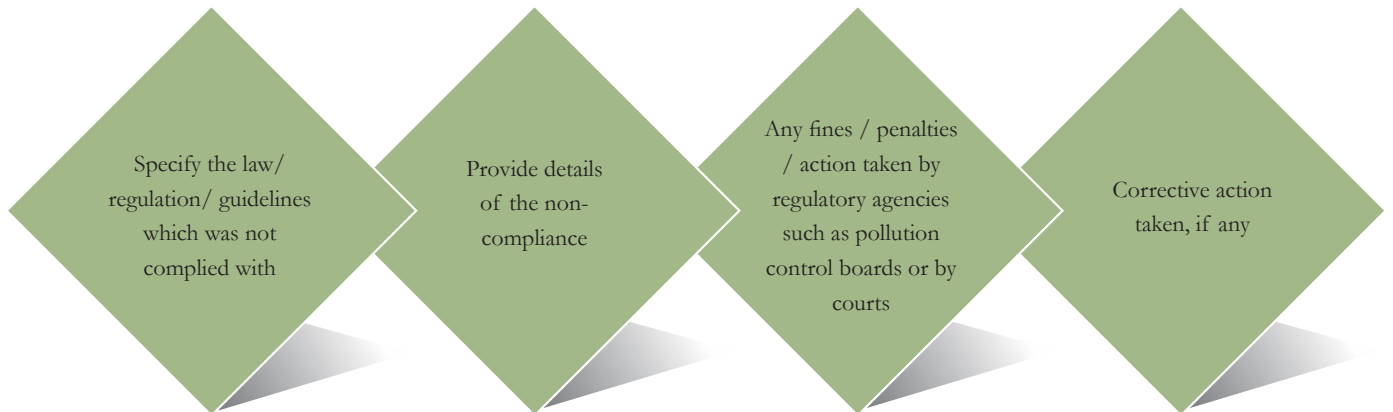 Specify the law/
regulation/ guidelines
which was not
complied with
Provide details
of the non-
compliance
Any fines / penalties
/ action taken by
regulatory agencies
such as pollution
control boards or by
courts
Corrective action
taken, if any